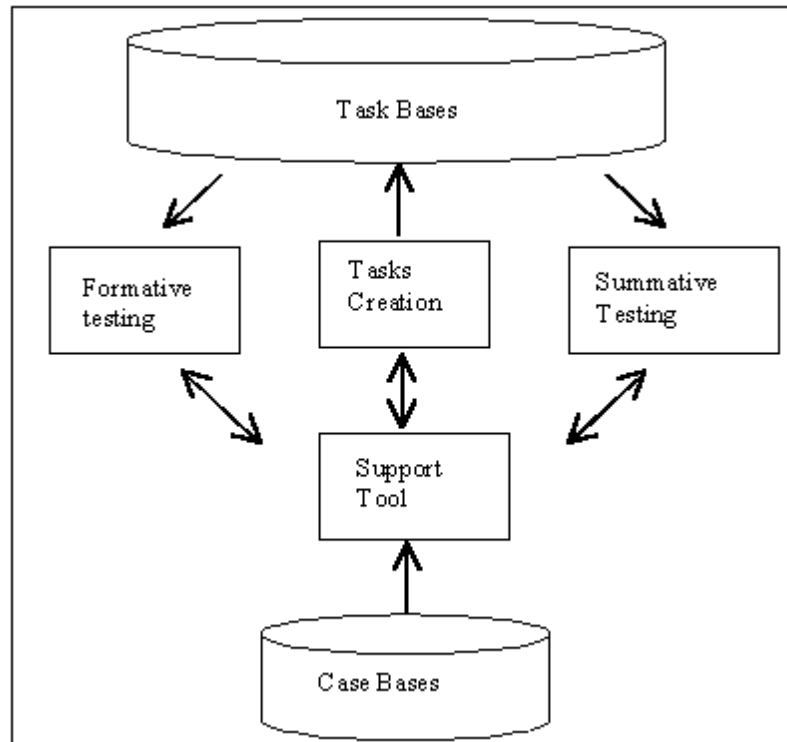 Task Bases
Formative
testing
Tasks
Creation
Summative
Testing
Support
Tool
Case Bases